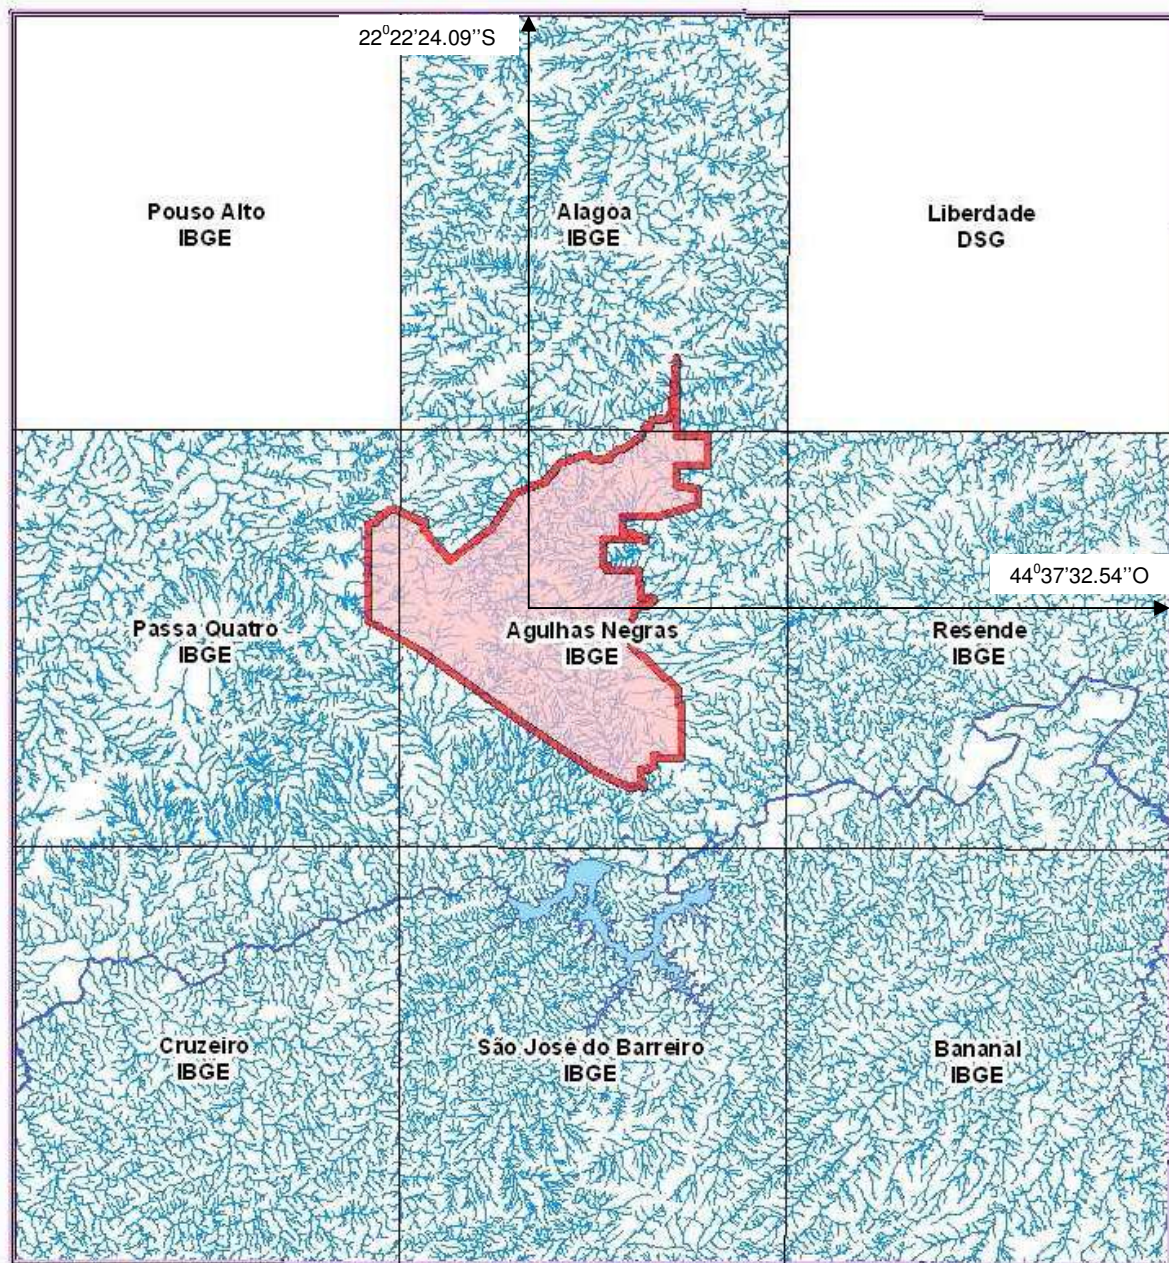 22⁰22’24.09’’S
Pouso Alto
IBGE
Alagoa
IBGE
Liberdade
DSG
44⁰37’32.54’’O
Passa Quatro
IBGE
Agulhas Negras
IBGE
Resende
IBGE
Cruzeiro
IBGE
São José do Barreiro
IBGE
Bananal
IBGE